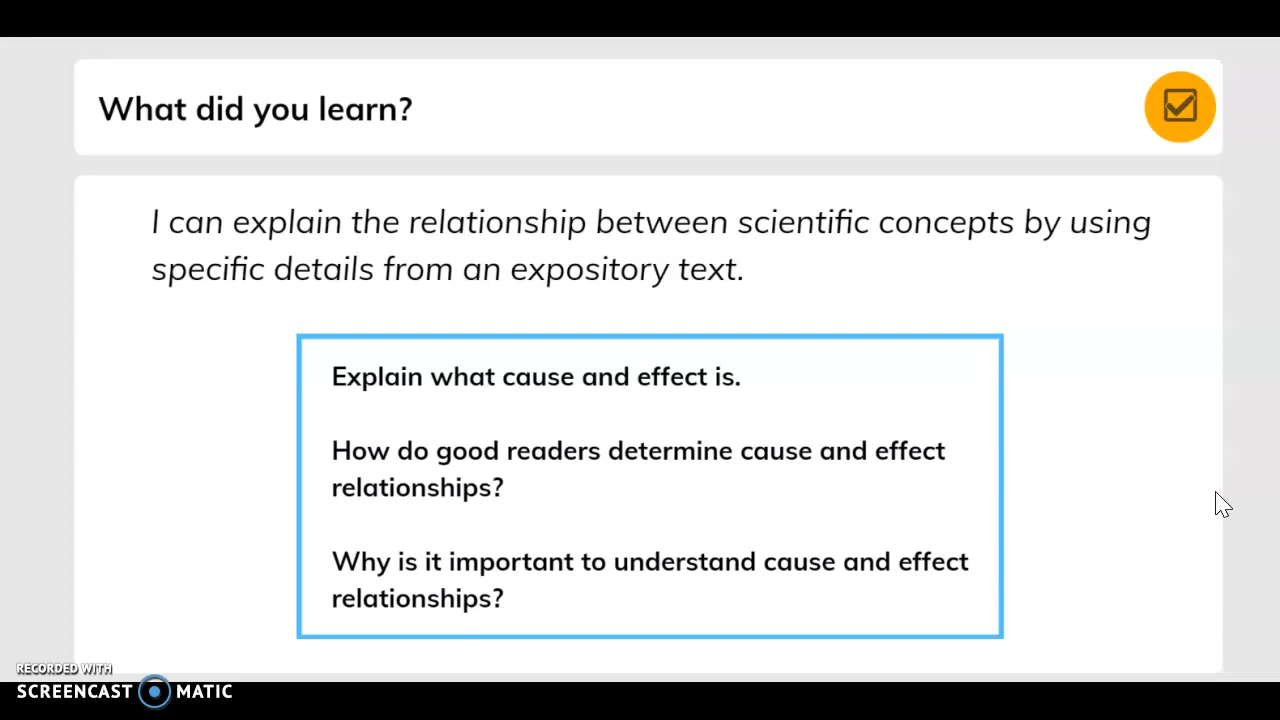 What did you learn?
I can explain the relationship between scientific concepts by using
specific details from an expository text.
Explain what cause and effect is.
How do good readers determine cause and effect
relationships?
Why is it important to understand cause and effect
relationships?
RECORDED WITH
SCREENCAST MATIC